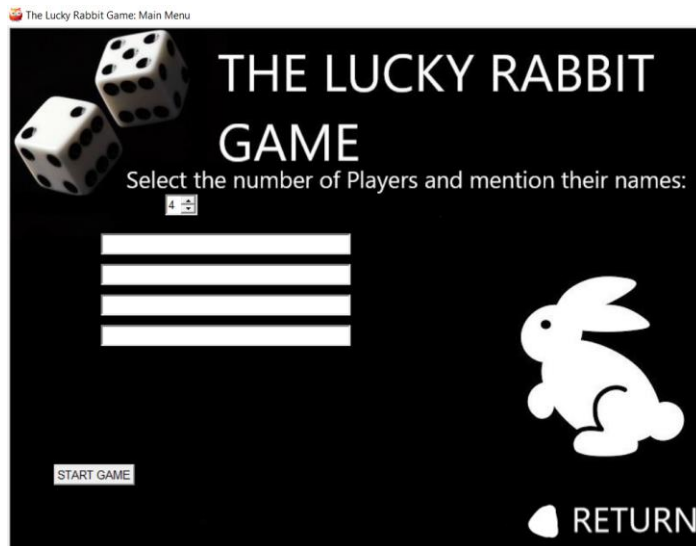 The Lucky Rabbit Game: Main Menu
THE LUCKY RABBIT
GAME
Select the number of Players and mention their names:
4
START GAME
RETURN